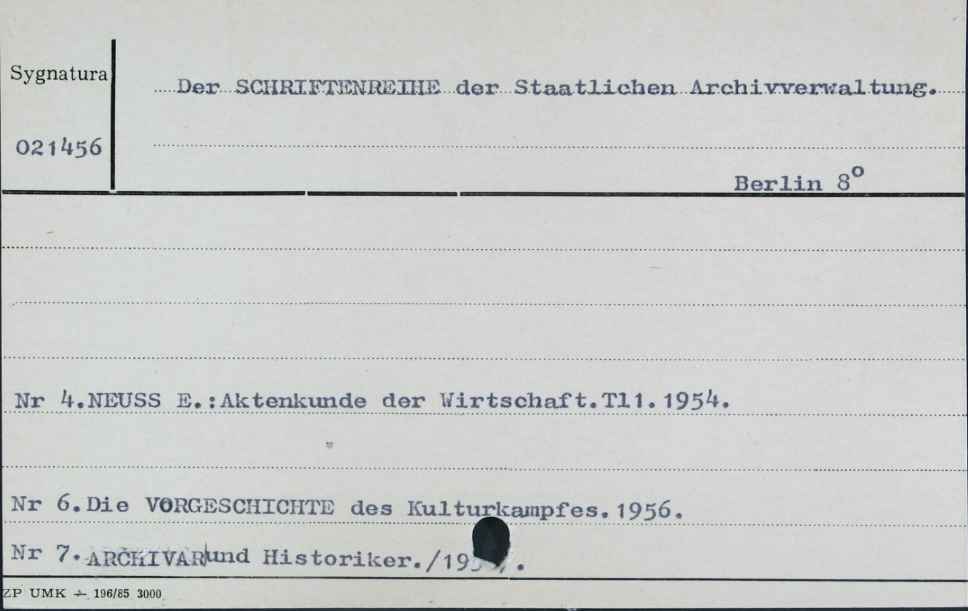 Sygnatura
Der SCHRIFTENREIHE der Staatlichen Archivverwaltung.
021456
Berlin 8°
Nr 4.NEUSS E.:Aktenkunde der Wirtschaft.Tl1.1954.
Nr 6.Die VORGESCHICHTE des Kulturkampfes.1956.
Nr 7.ARCHIVAR und Historiker.
ZP UMK — 196/85 3000